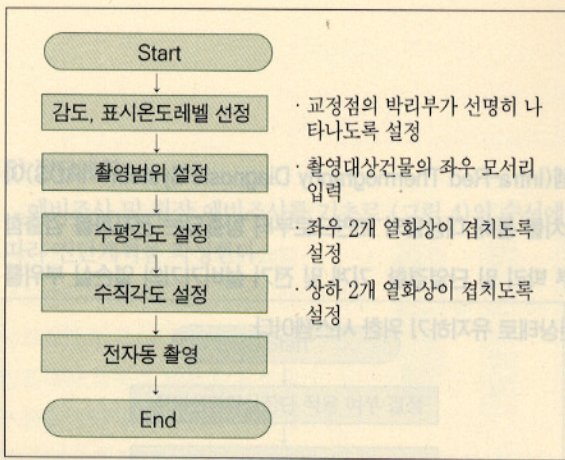 Start
감도, 표시온도레벨 선정
· 교정점의 박리부가 선명히 나
타나도록 설정
촬영범위 설정
· 촬영대상건물의 좌우 모서리
입력
수평각도 설정
· 좌우 2개 열화상이 겹치도록
설정
수직각도 설정
· 상하 2개 열화상이 겹치도록
설정
전자동 촬영
End